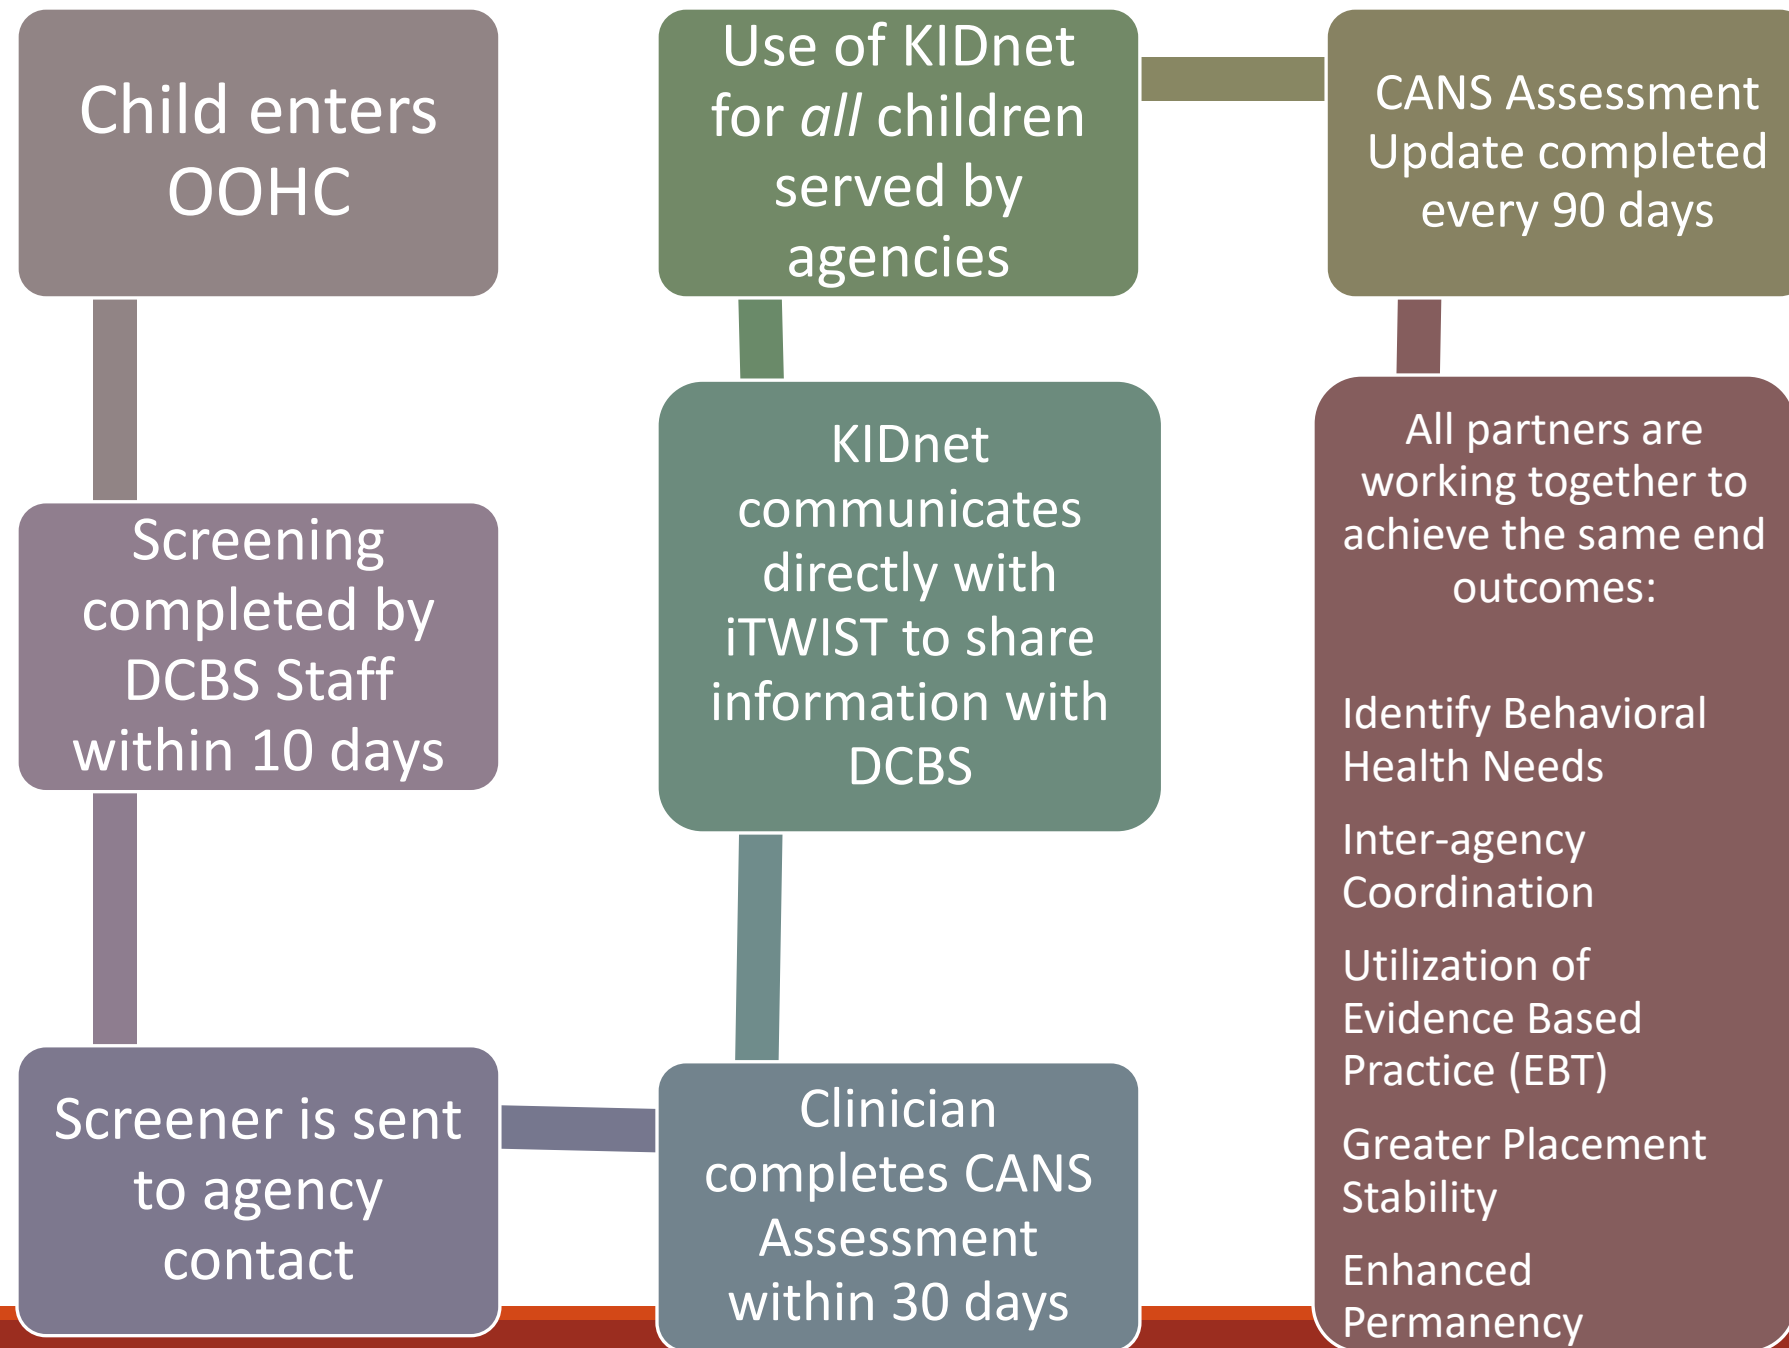 Child enters
OOHC
Screening
completed by
DCBS Staff
within 10 days
Screener is sent
to agency
contact
Clinician
completes CANS
Assessment
within 30 days
KIDnet
communicates
directly with
iTWIST to share
information with
DCBS
Use of KIDnet
for all children
served by
agencies
CANS Assessment
Update completed
every 90 days
All partners are
working together to
achieve the same end
outcomes:
Identify Behavioral
Health Needs
Inter-agency
Coordination
Utilization of
Evidence Based
Practice (EBT)
Greater Placement
Stability
Enhanced
Permanency